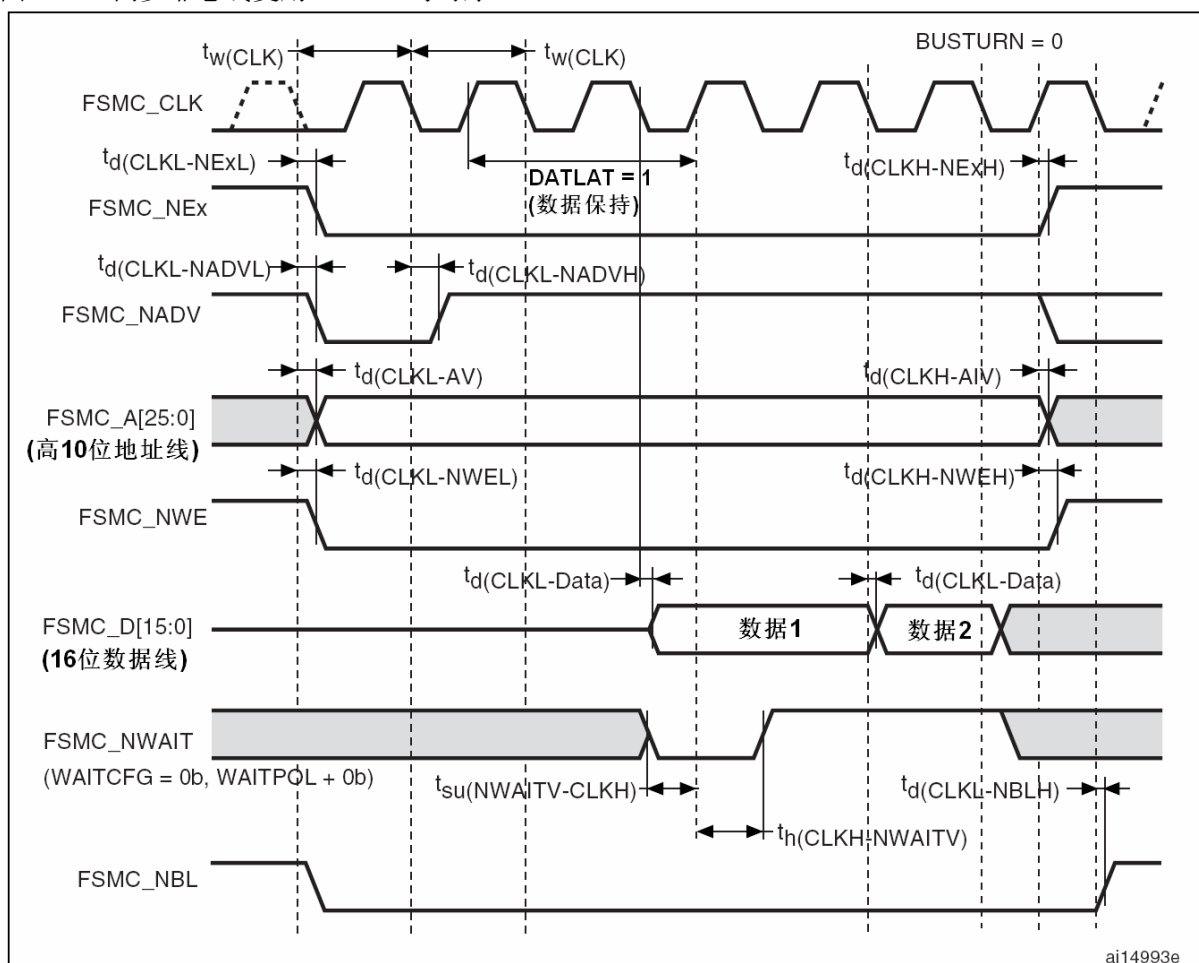 BUSTURN = 0
tw(CLK)
tw(CLK)
FSMC_CLK
td(CLKL-NExL)
DATLAT = 1
(数据保持)
td(CLKH-NExH)
FSMC_NEx
td(CLKL-NADVL)
td(CLKL-NADVH)
FSMC_NADV
td(CLKL-AV)
td(CLKH-AIV)
FSMC_A[25:0]
(高10位地址线)
td(CLKL-NWEL)
td(CLKH-NWEH)
FSMC_NWE
td(CLKL-Data)
td(CLKL-Data)
FSMC_D[15:0]
(16位数据线)
数据1
数据2
FSMC_NWAIT
(WAITCFG = 0b, WAITPOL + 0b)
tsu(NWAITV-CLKH)
td(CLKL-NBLH)
th(CLKH-NWAITV)
FSMC_NBL
ai14993e